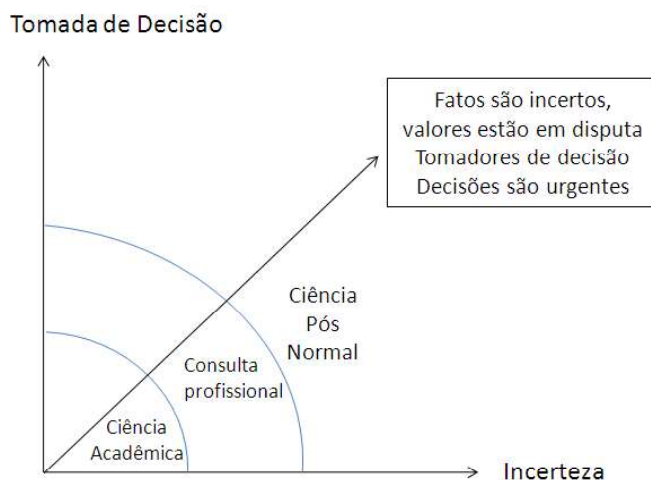 Tomada de Decisão
Fatos são incertos,
valores estão em disputa
Tomadores de decisão
Decisões são urgentes
Ciência
Pós
Normal
Consulta
profissional
Ciência
Acadêmica
Incerteza